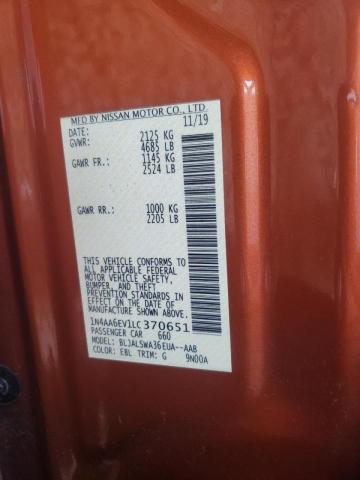 MFD BY NISSAN MOTOR CO., LTD.
DATE: 11/19
GVWR: 2125 KG
4685 LB
GAWR FR.: 1145 KG
2524 LB
GAWR RR.: 1000 KG
2205 LB
THIS VEHICLE CONFORMS TO
ALL APPLICABLE FEDERAL
MOTOR VEHICLE SAFETY,
BUMPER, AND THEFT
PREVENTION STANDARDS IN
EFFECT ON THE DATE OF
MANUFACTURE SHOWN ABOVE.
1N4AA6EV1LC370651
PASSENGER CAR 660
MODEL: BLJALSWA36EUA--AAB
COLOR: EBL TRIM: G 9N00A